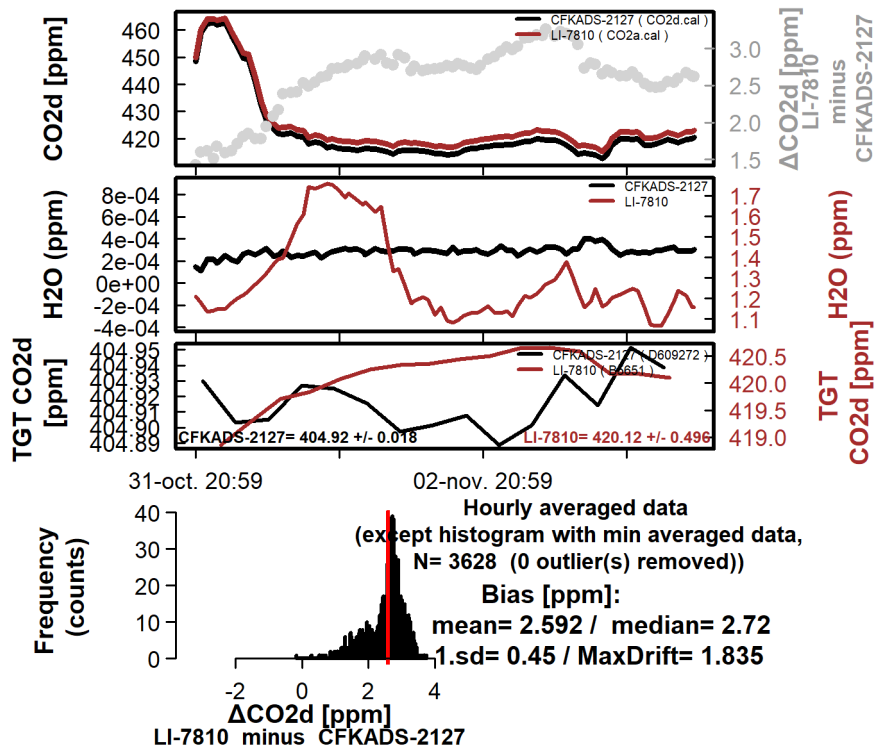 CO2d [ppm]
460
450
440
430
420
CFKADS-2127 ( CO2d.cal )
LI-7810 ( CO2a.cal )
3.0
2.5
2.0
1.5
ΔCO2d [ppm]
LI-7810
minus
CFKADS-2127
H2O (ppm)
8e-04
6e-04
4e-04
2e-04
0e+00
-2e-04
-4e-04
CFKADS-2127
LI-7810
1.7
1.6
1.5
1.4
1.3
1.2
1.1
H2O (ppm)
TGT CO2d
[ppm]
404.95
404.93
404.92
404.90
404.89
CFKADS-2127 ( D609272 )
CFKADS-2127= 404.92 +/- 0.018
LI-7810= 420.12 +/- 0.496
420.5
420.0
419.5
419.0
TGT
CO2d [ppm]
31-oct. 20:59
02-nov. 20:59
Frequency
(counts)
40
30
20
10
0
-2
0
2
4
ΔCO2d [ppm]
LI-7810 minus CFKADS-2127
Hourly averaged data
(except histogram with min averaged data,
N= 3628 (0 outlier(s) removed))
Bias [ppm]:
mean= 2.592 / median= 2.72
1.sd= 0.45 / MaxDrift= 1.835